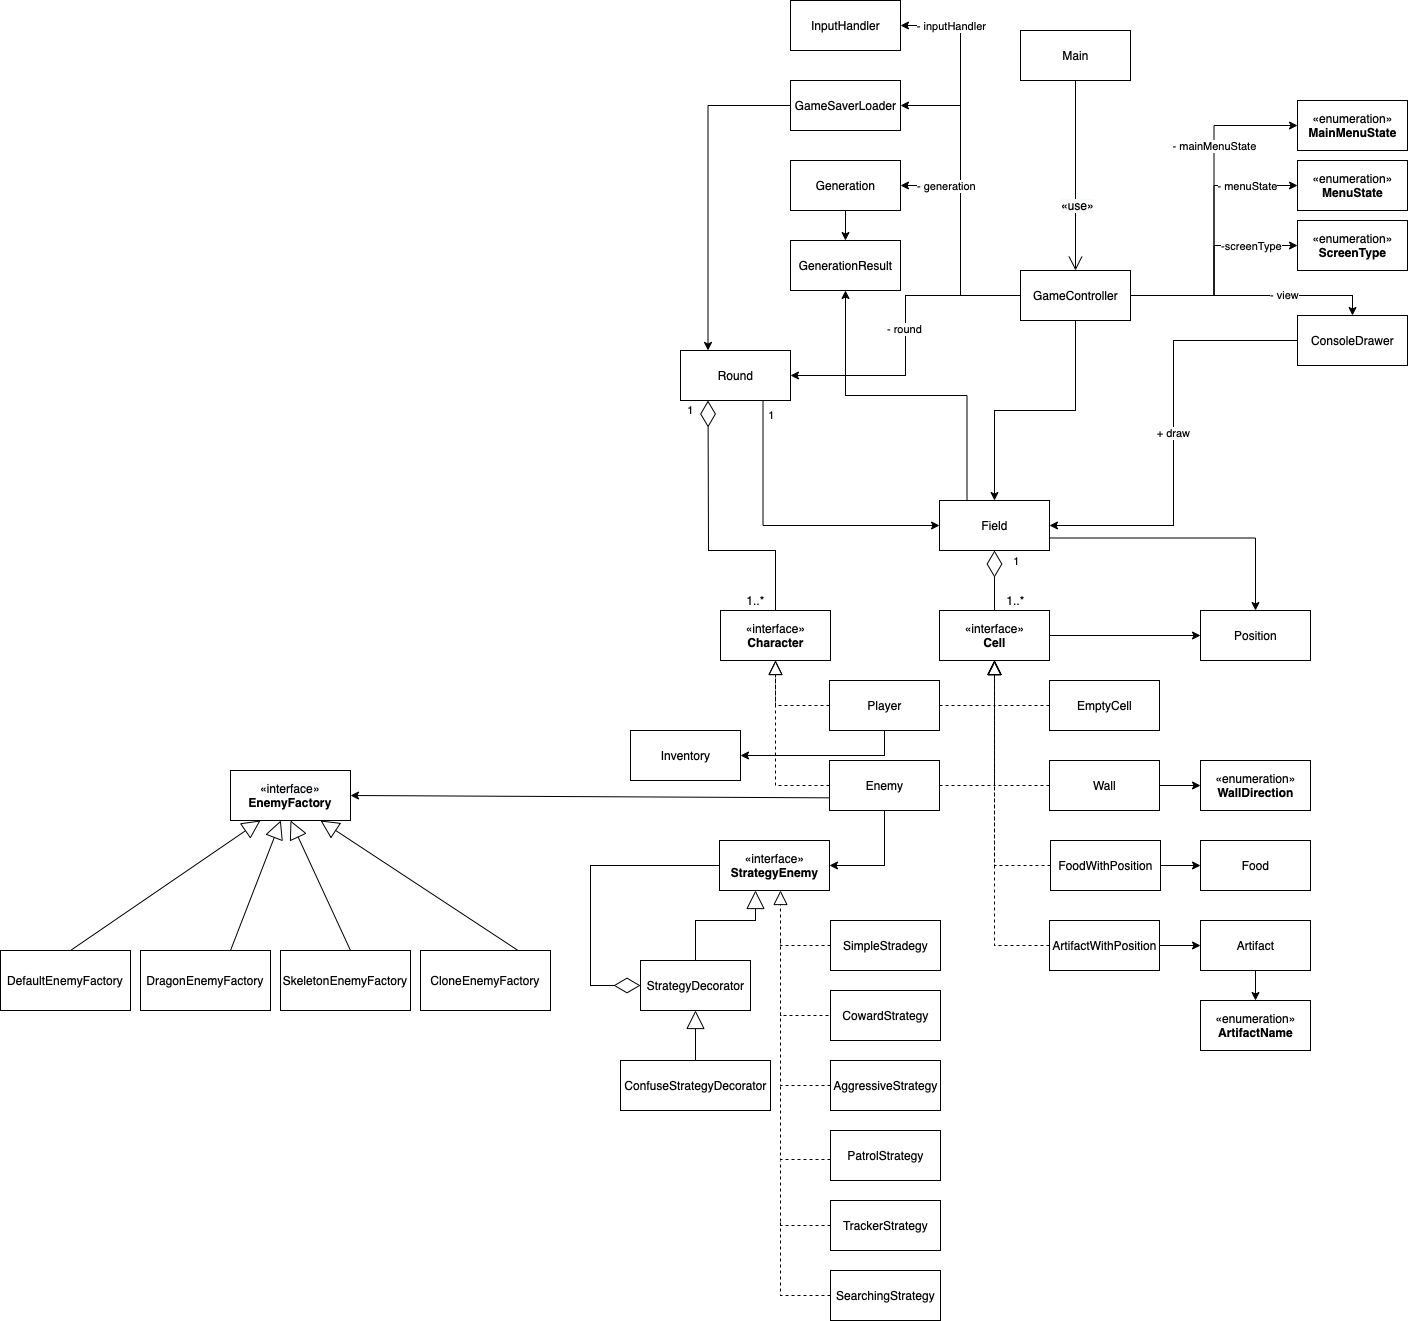 InputHandler
- inputHandler
Main
GameSaverLoader
«enumeration»
MainMenuState
- mainMenuState
Generation
- generation
«enumeration»
MenuState
- menuState
«use»
«enumeration»
ScreenType
-screenType
GenerationResult
GameController
- view
- round
ConsoleDrawer
Round
1
1
+ draw
Field
1
1..*
1..*
«interface»
Character
«interface»
Cell
Position
Player
EmptyCell
Inventory
«interface»
EnemyFactory
Enemy
Wall
«enumeration»
WallDirection
«interface»
StrategyEnemy
FoodWithPosition
Food
SimpleStradegy
ArtifactWithPosition
Artifact
DefaultEnemyFactory
DragonEnemyFactory
SkeletonEnemyFactory
CloneEnemyFactory
StrategyDecorator
CowardStrategy
«enumeration»
ArtifactName
ConfuseStrategyDecorator
AggressiveStrategy
PatrolStrategy
TrackerStrategy
SearchingStrategy